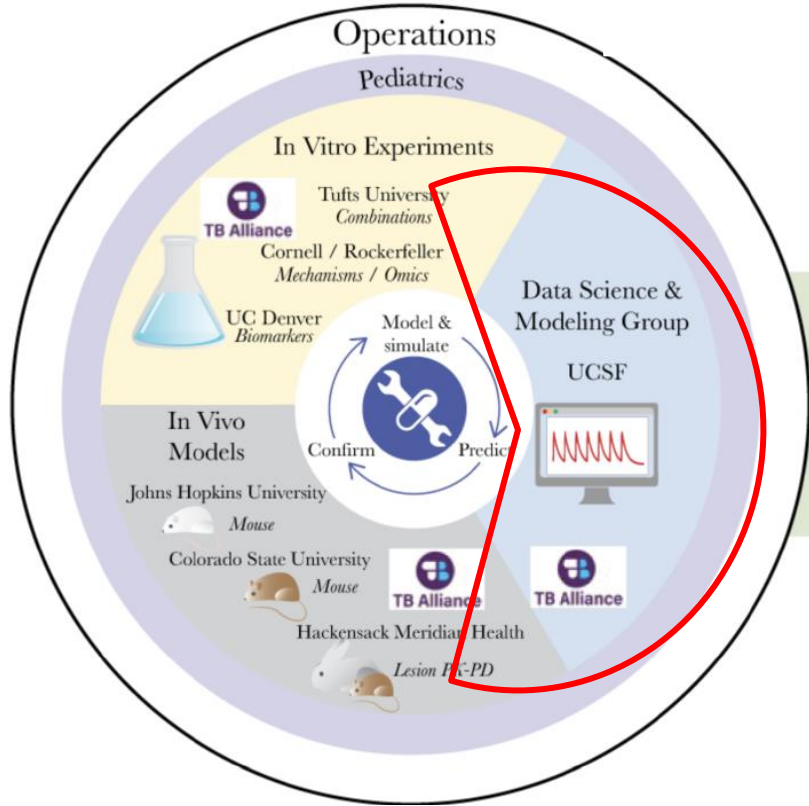 Operations
Pediatrics
In Vitro Experiments
TB Alliance
Tufts University
Combinations
Cornell / Rockerfeller
Mechanisms / Omics
UC Denver
Biomarkers
Data Science &
Modeling Group
UCSF
Model &
simulate
Confirm
Predict
In Vivo
Models
Johns Hopkins University
Mouse
Colorado State University
Mouse
TB Alliance
TB Alliance
Hackensack Meridian Health
Lesion PK-PD